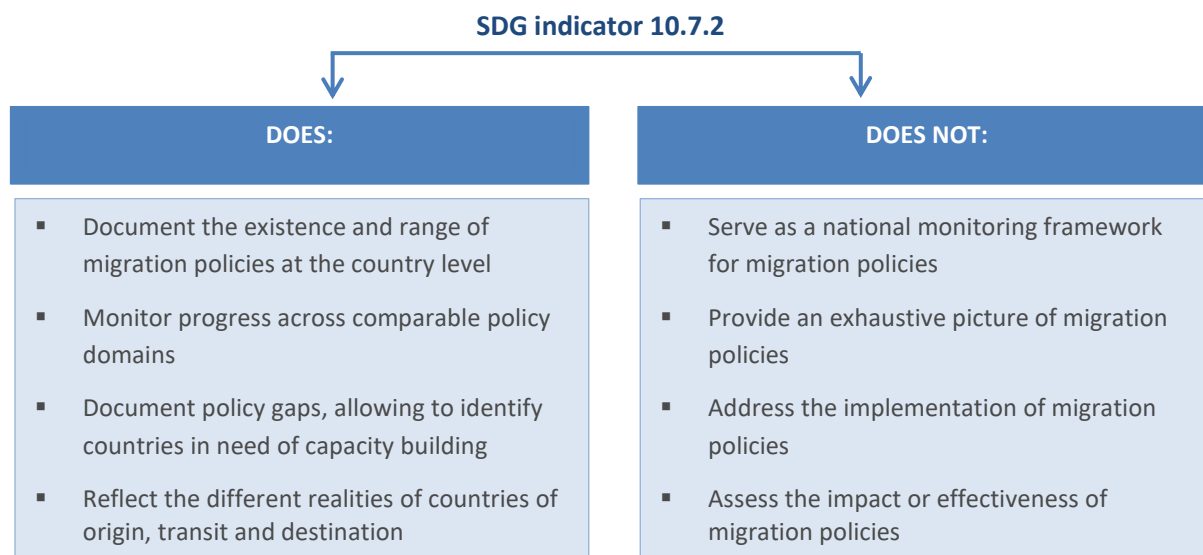 SDG indicator 10.7.2
DOES:
▪ Document the existence and range of
migration policies at the country level
▪ Monitor progress across comparable policy
domains
▪ Document policy gaps, allowing to identify
countries in need of capacity building
▪ Reflect the different realities of countries of
origin, transit and destination
DOES NOT:
▪ Serve as a national monitoring framework
for migration policies
▪ Provide an exhaustive picture of migration
policies
▪ Address the implementation of migration
policies
▪ Assess the impact or effectiveness of
migration policies